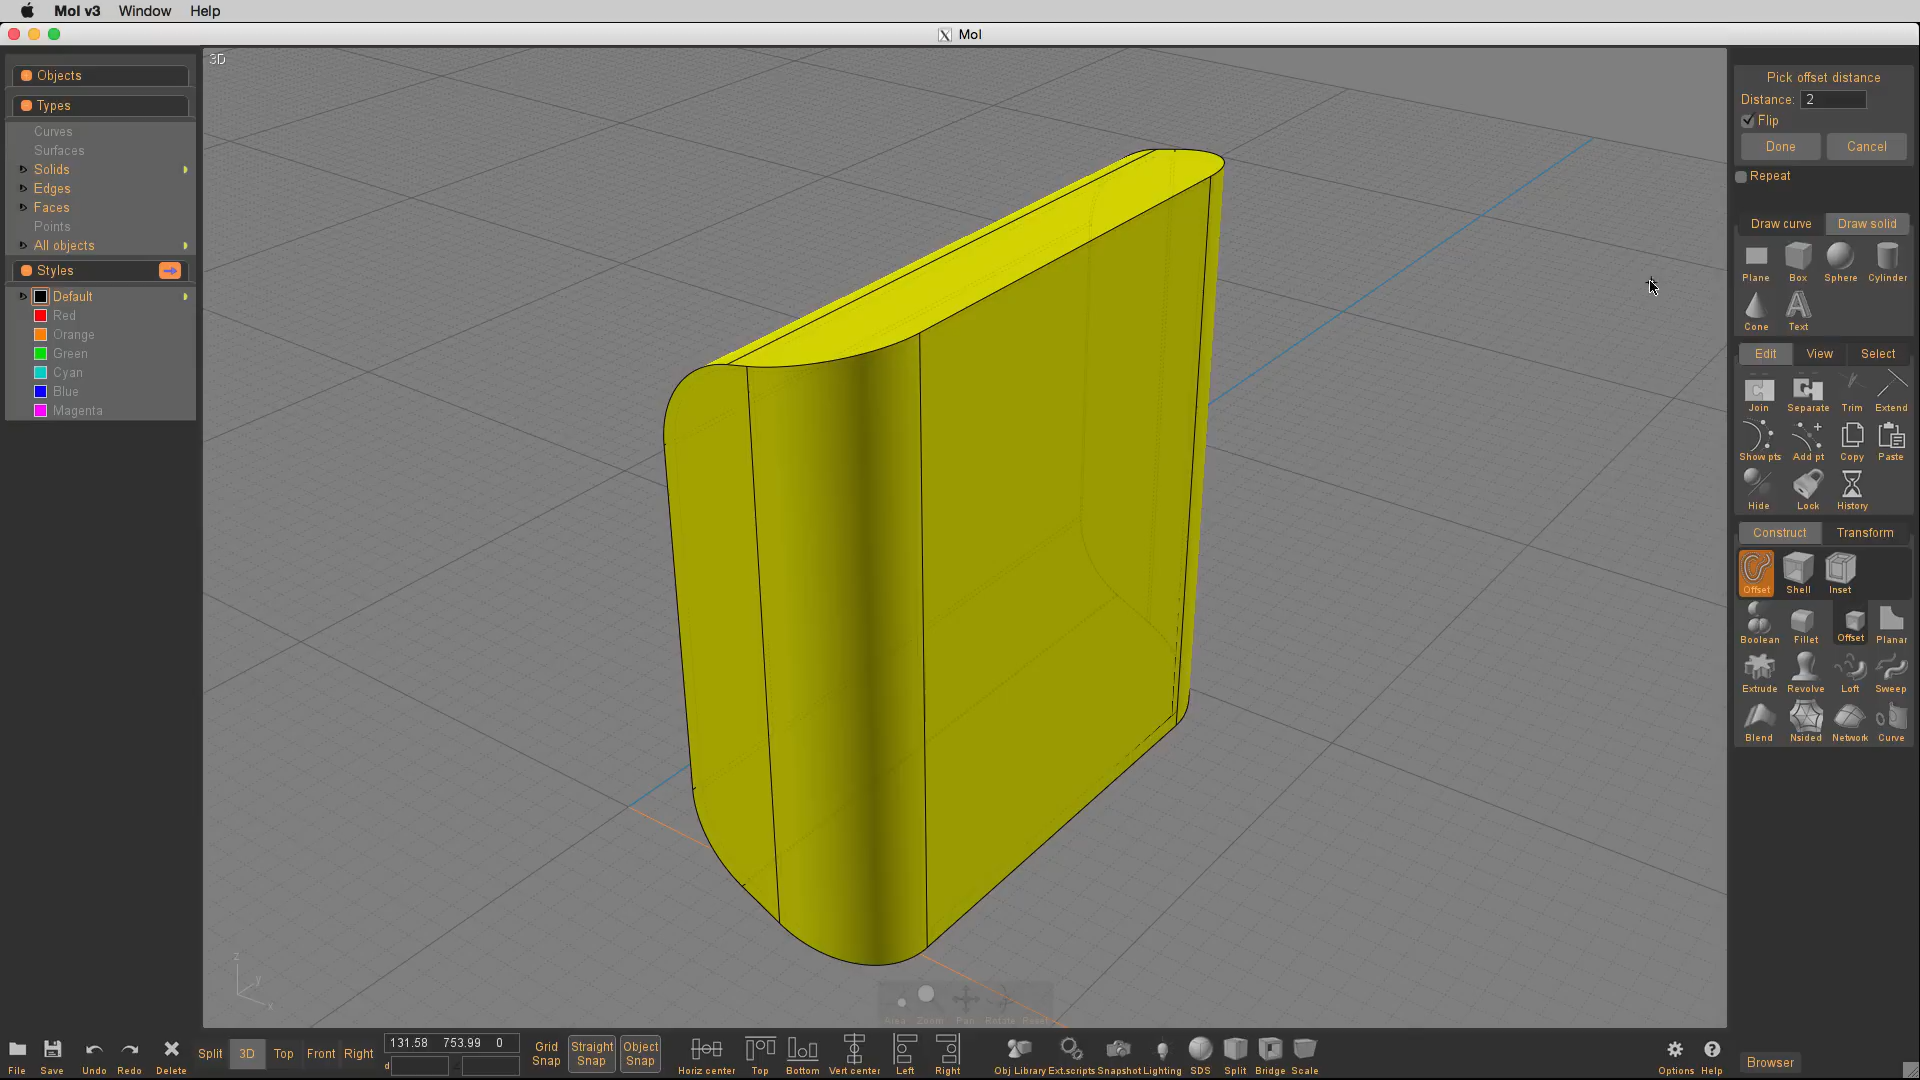 MoI v3 Window Help
MoI
3D
Objects
Types
Curves
Surfaces
Solids
Edges
Faces
Points
All objects
Styles
Default
Red
Orange
Green
Cyan
Blue
Magenta
Pick offset distance
Distance: 2
Flip
Done Cancel
Repeat
Draw curve Draw solid
Plane Box Sphere Cylinder
Cone Text
Edit View Select
Join Separate Trim Extend
Show pts Add pt Copy Paste
Hide Lock History
Construct Transform
Offset Shell Inset
Boolean Fillet Offset Planar
Extrude Revolve Loft Sweep
Blend Nsided Network Curve
z
y
x
Area Zoom Pan Rotate Reset
File Save Undo Redo Delete
Split 3D Top Front Right
131.58 753.99 0
d
Grid Snap
Straight Snap
Object Snap
Horiz center Top Bottom Vert center Left Right
Obj Library Ext.scripts Snapshot Lighting SDS Split Bridge Scale
Options Help
Browser